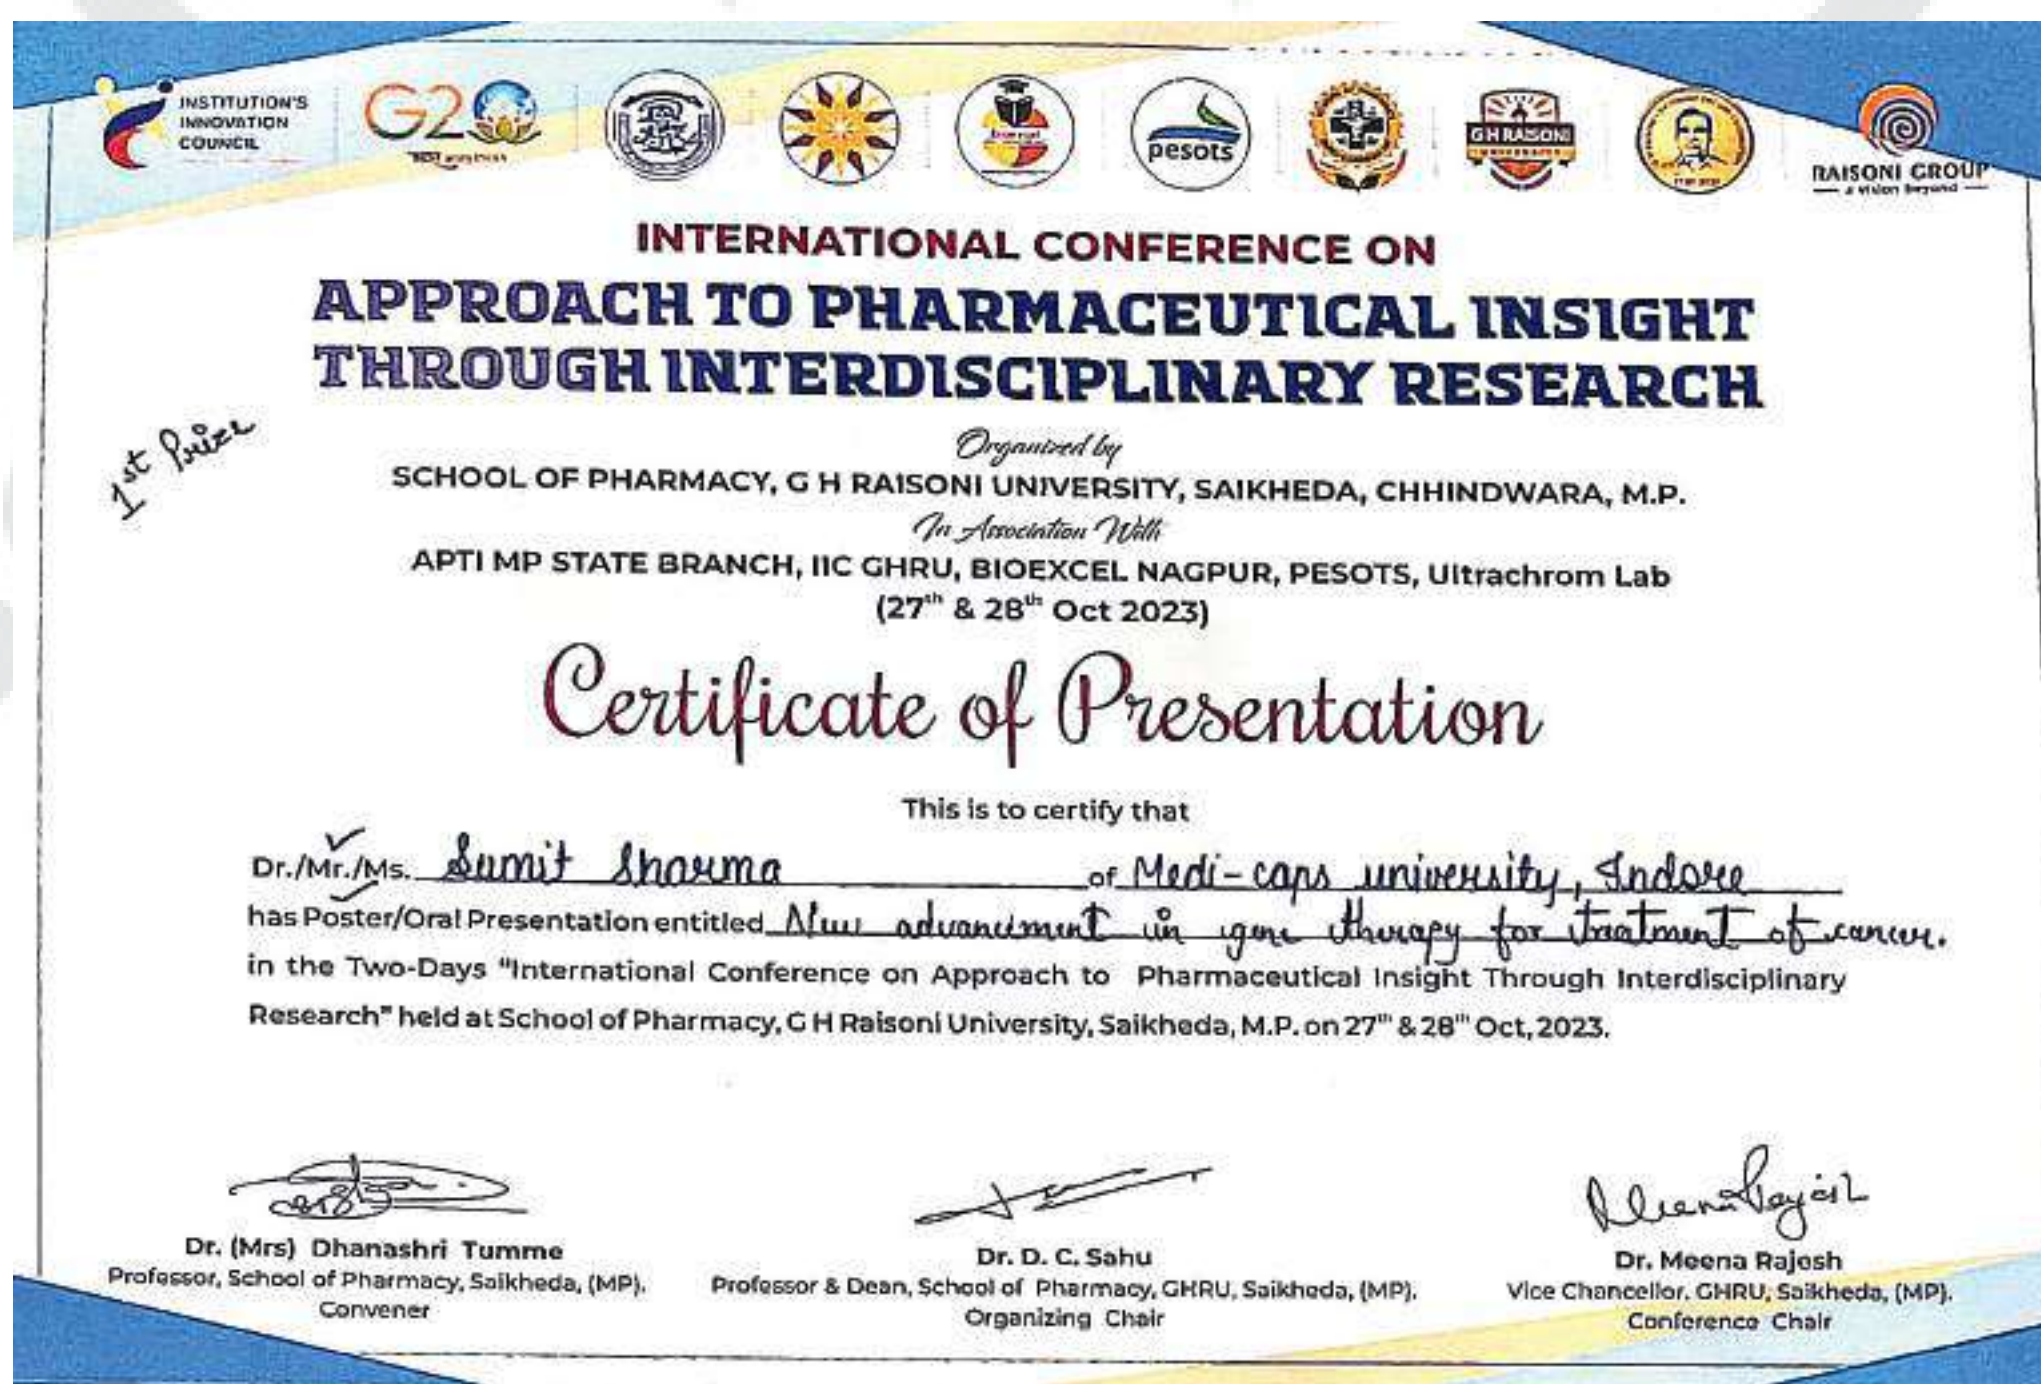 INSTITUTION'S
INNOVATION
COUNCIL
G20
pesots
G H RAISONI
UNIVERSITY
RAISONI GROUP
a vision beyond
INTERNATIONAL CONFERENCE ON
APPROACH TO PHARMACEUTICAL INSIGHT
THROUGH INTERDISCIPLINARY RESEARCH
1st Prize
Organized by
SCHOOL OF PHARMACY, G H RAISONI UNIVERSITY, SAIKHEDA, CHHINDWARA, M.P.
In Association With
APTI MP STATE BRANCH, IIC GHRU, BIOEXCEL NAGPUR, PESOTS, Ultrachrom Lab
(27th & 28th Oct 2023)
Certificate of Presentation
This is to certify that
Dr./Mr./Ms. Sumit Sharma of Medi-caps university, Indore
has Poster/Oral Presentation entitled New advancement in gene therapy for treatment of cancer.
in the Two-Days "International Conference on Approach to Pharmaceutical Insight Through Interdisciplinary
Research" held at School of Pharmacy, G H Raisoni University, Saikheda, M.P. on 27th & 28th Oct, 2023.
Meena Rajesh
Dr. (Mrs) Dhanashri Tumme
Professor, School of Pharmacy, Saikheda, (MP).
Convener
Dr. D. C. Sahu
Professor & Dean, School of Pharmacy, GHRU, Saikheda, (MP).
Organizing Chair
Dr. Meena Rajesh
Vice Chancellor, GHRU, Saikheda, (MP).
Conference Chair